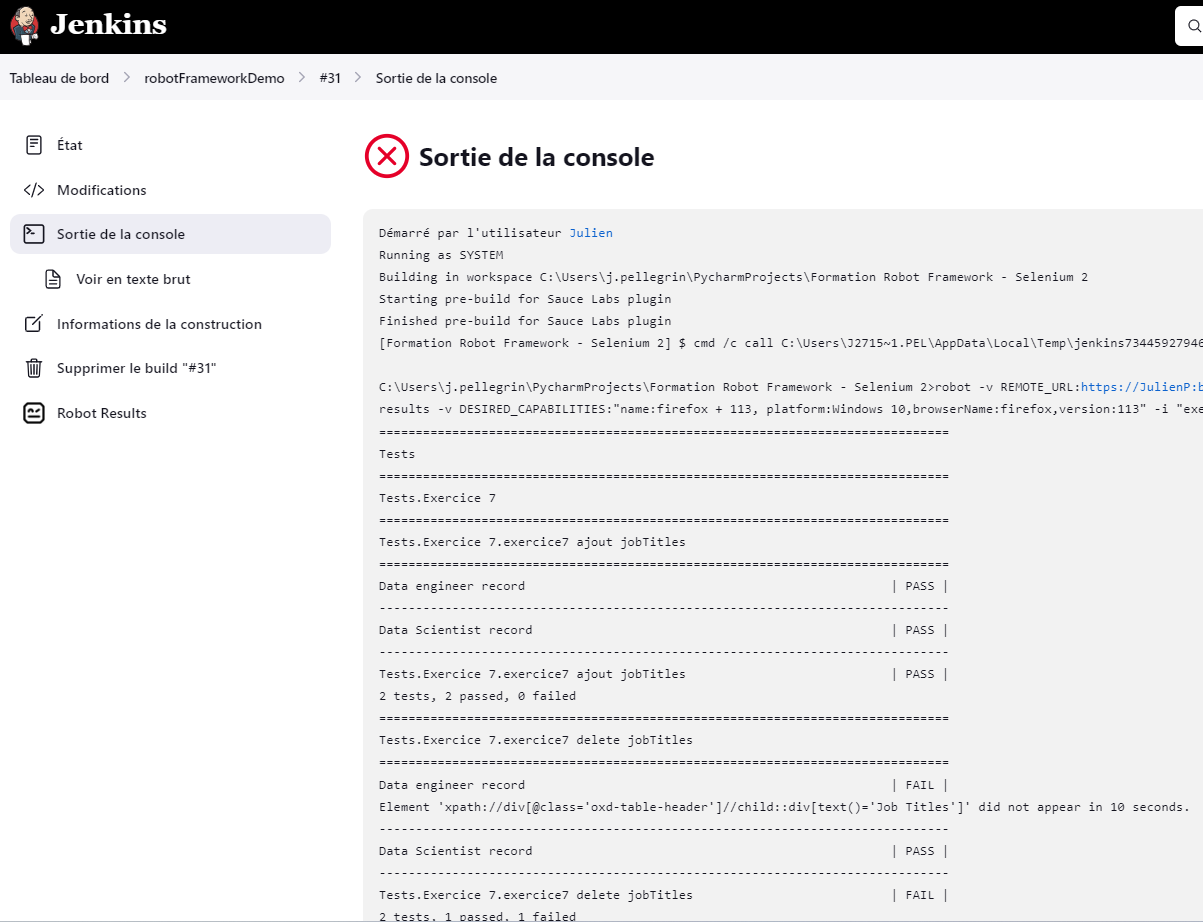 Jenkins
Tableau de bord > robotFrameworkDemo > #31 > Sortie de la console
État
Modifications
Sortie de la console
Voir en texte brut
Informations de la construction
Supprimer le build "#31"
Robot Results
Sortie de la console
Démarré par l'utilisateur Julien
Running as SYSTEM
Building in workspace C:\Users\j.pellegrin\PycharmProjects\Formation Robot Framework - Selenium 2
Starting pre-build for Sauce Labs plugin
Finished pre-build for Sauce Labs plugin
[Formation Robot Framework - Selenium 2] $ cmd /c call C:\Users\J2715~1.PEL\AppData\Local\Temp\jenkins73445927946
C:\Users\j.pellegrin\PycharmProjects\Formation Robot Framework - Selenium 2>robot -v REMOTE_URL:https://JulienP:b
results -v DESIRED_CAPABILITIES:"name:firefox + 113, platform:Windows 10,browserName:firefox,version:113" -i "exe
==============================================================================
Tests
==============================================================================
Tests.Exercice 7
==============================================================================
Tests.Exercice 7.exercice7 ajout jobTitles
==============================================================================
Data engineer record                                                  | PASS |
------------------------------------------------------------------------------
Data Scientist record                                                 | PASS |
------------------------------------------------------------------------------
Tests.Exercice 7.exercice7 ajout jobTitles                            | PASS |
2 tests, 2 passed, 0 failed
==============================================================================
Tests.Exercice 7.exercice7 delete jobTitles
==============================================================================
Data engineer record                                                  | FAIL |
Element 'xpath://div[@class='oxd-table-header']//child::div[text()='Job Titles']' did not appear in 10 seconds.
------------------------------------------------------------------------------
Data Scientist record                                                 | PASS |
------------------------------------------------------------------------------
Tests.Exercice 7.exercice7 delete jobTitles                           | FAIL |
2 tests, 1 passed, 1 failed